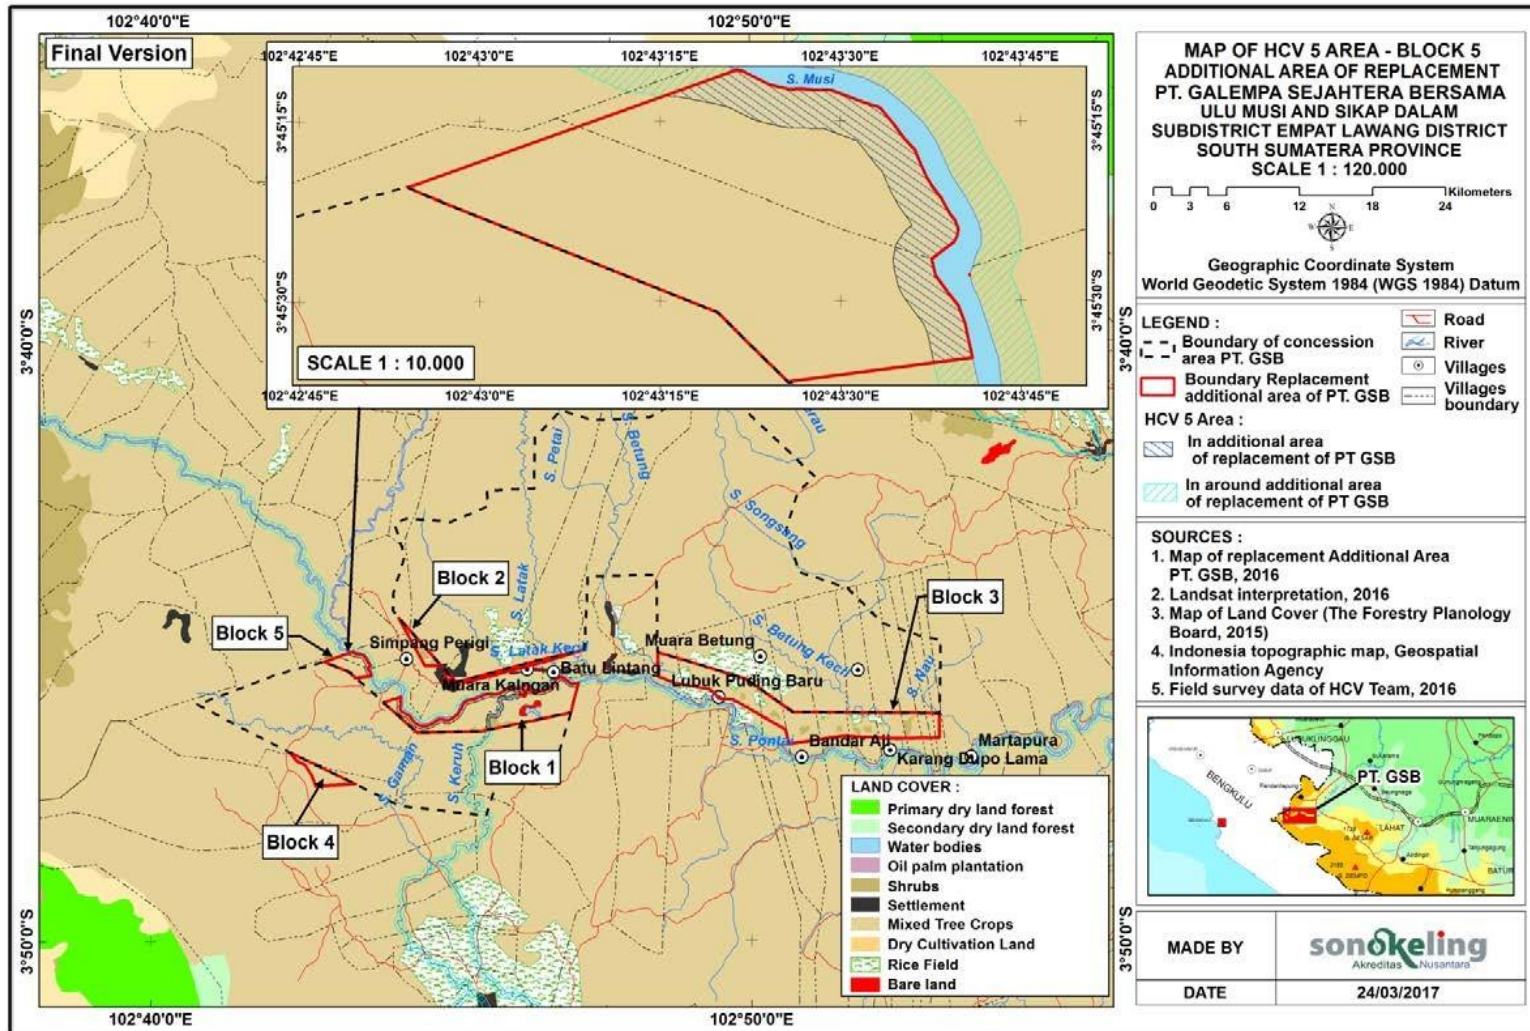 102°40'0"E
102°50'0"E
Final Version
102°42'45"E
102°43'0"E
102°43'15"E
102°43'30"E
102°43'45"E
S. Musi
3°45'15"S
3°45'15"S
3°45'30"S
3°45'30"S
SCALE 1 : 10.000
102°42'45"E
102°43'0"E
102°43'15"E
102°43'30"E
102°43'45"E
3°40'0"S
3°40'0"S
S. Petai
S. Betung
S. Songsang
Block 2
S. Latak
Block 3
Block 5
Simpang Perigi
Muara Betung
S. Betung Kecil
S. Latak Kecil
Batu Lintang
S. Nau
Muara Kalngan
Lubuk Puding Baru
Block 1
S. Pontai
Bandar Aji
Martapura
Karang Dupo Lama
S. Gaman
S. Keruh
Block 4
LAND COVER :
Primary dry land forest
Secondary dry land forest
Water bodies
Oil palm plantation
Shrubs
Settlement
Mixed Tree Crops
Dry Cultivation Land
Rice Field
Bare land
3°50'0"S
3°50'0"S
102°40'0"E
102°50'0"E
MAP OF HCV 5 AREA - BLOCK 5
ADDITIONAL AREA OF REPLACEMENT
PT. GALEMPA SEJAHTERA BERSAMA
ULU MUSI AND SIKAP DALAM
SUBDISTRICT EMPAT LAWANG DISTRICT
SOUTH SUMATERA PROVINCE
SCALE 1 : 120.000
Kilometers
0 3 6 12 18 24
N
W E
S
Geographic Coordinate System
World Geodetic System 1984 (WGS 1984) Datum
LEGEND :
Boundary of concession
area PT. GSB
Boundary Replacement
additional area of PT. GSB
Road
River
Villages
Villages
boundary
HCV 5 Area :
In additional area
of replacement of PT GSB
In around additional area
of replacement of PT GSB
SOURCES :
1. Map of replacement Additional Area
PT. GSB, 2016
2. Landsat interpretation, 2016
3. Map of Land Cover (The Forestry Planology
Board, 2015)
4. Indonesia topographic map, Geospatial
Information Agency
5. Field survey data of HCV Team, 2016
BENGKULU
PT. GSB
LAHAT
MUARAENIM
MADE BY
sonokeling
Akreditas Nusantara
DATE
24/03/2017